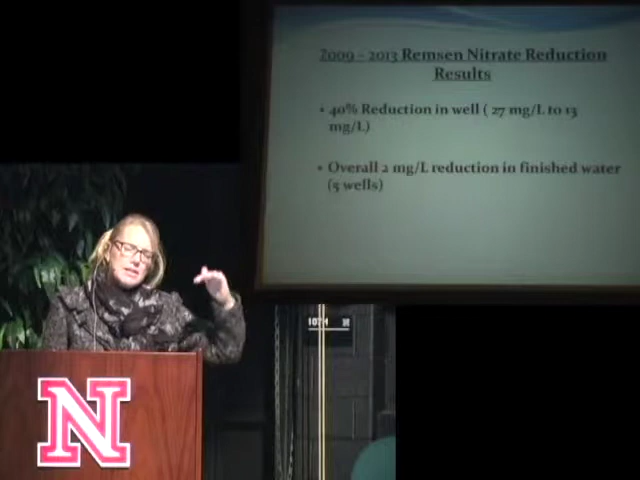 2009 – 2013 Remsen Nitrate Reduction
Results
• 40% Reduction in well ( 27 mg/L to 13
mg/L)
• Overall 2 mg/L reduction in finished water
(5 wells)
N